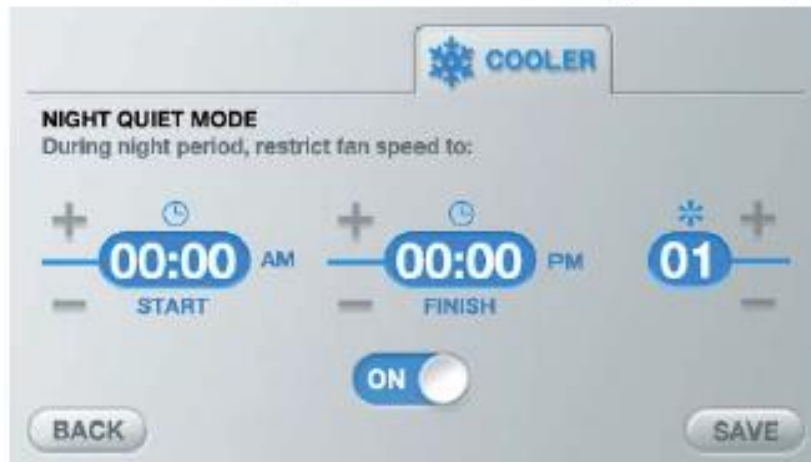 COOLER
NIGHT QUIET MODE
During night period, restrict fan speed to:
00:00 AM 00:00 PM 01
START FINISH
ON
BACK SAVE